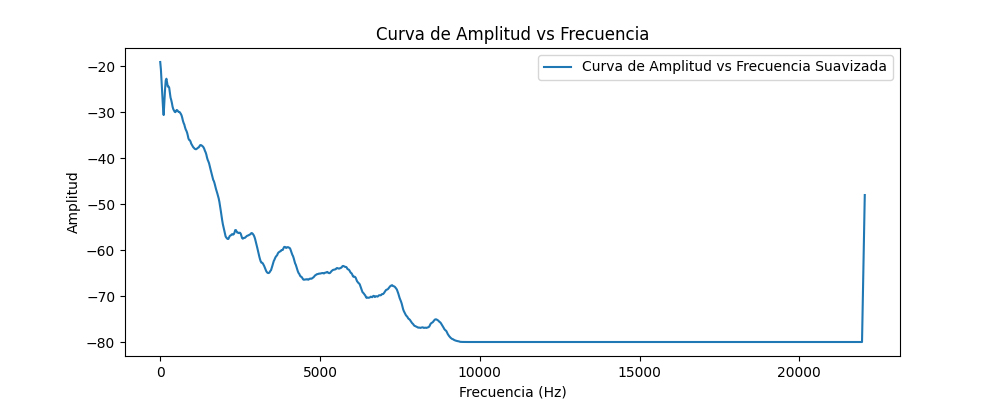 Curva de Amplitud vs Frecuencia
Curva de Amplitud vs Frecuencia Suavizada
Amplitud
−20
−30
−40
−50
−60
−70
−80
0 5000 10000 15000 20000
Frecuencia (Hz)